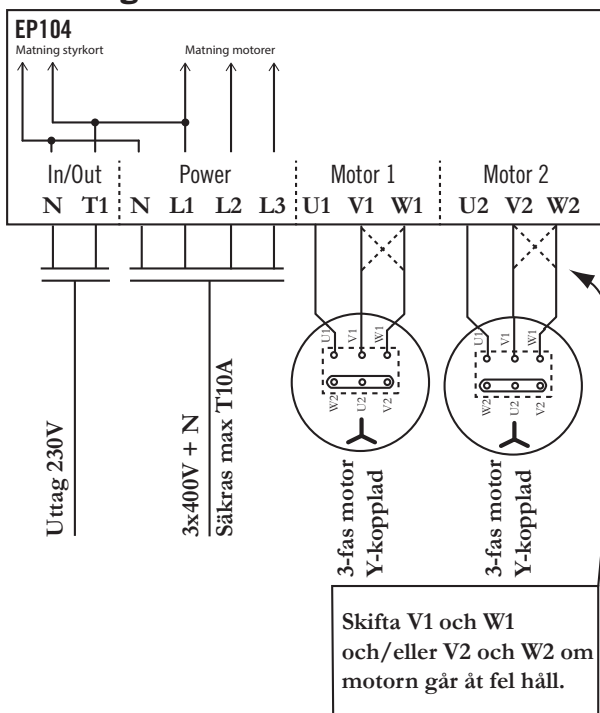 EP104
Matning styrkort
Matning motorer
In/Out
Power
Motor 1
Motor 2
N T1 N L1 L2 L3 U1 V1 W1 U2 V2 W2
U1 V1 W1
W2 U2 V2
U1 V1 W1
W2 U2 V2
Uttag 230V
3x400V + N
Säkras max T10A
3-fas motor
Y-kopplad
3-fas motor
Y-kopplad
Skifta V1 och W1
och/eller V2 och W2 om
motorn går åt fel håll.